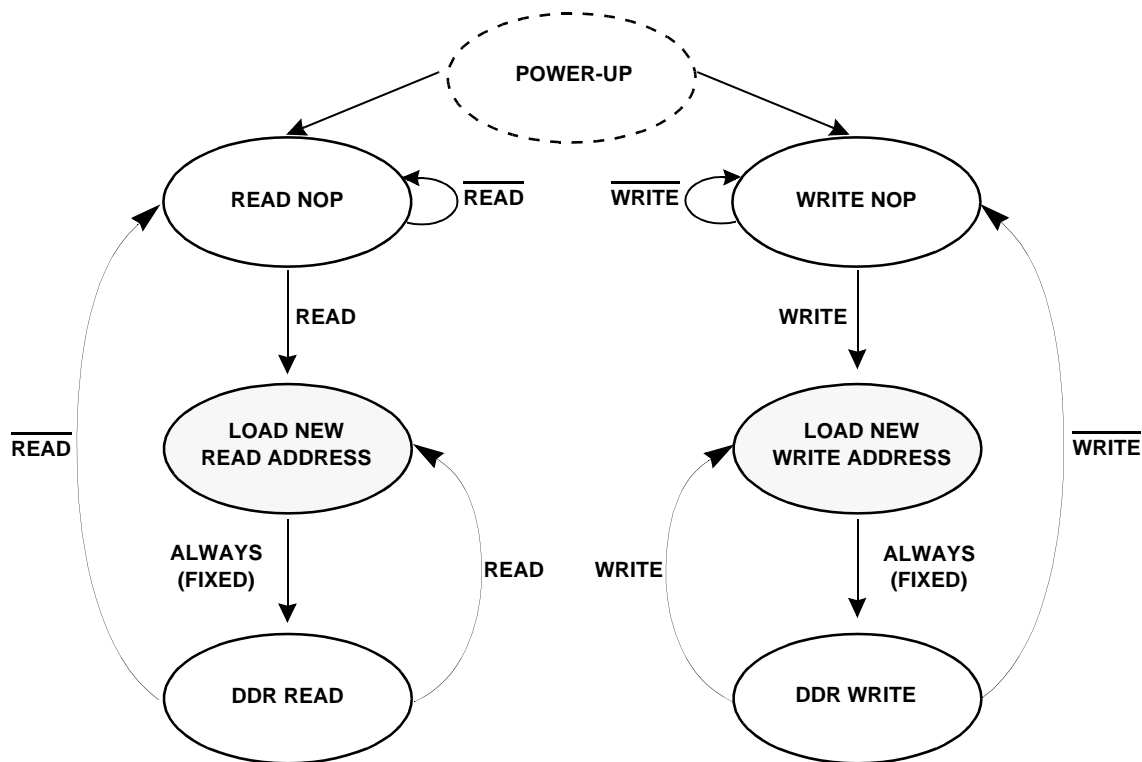 POWER-UP
READ NOP
READ
WRITE
WRITE NOP
READ
WRITE
LOAD NEW
READ ADDRESS
LOAD NEW
WRITE ADDRESS
READ
WRITE
ALWAYS
(FIXED)
READ
WRITE
ALWAYS
(FIXED)
DDR READ
DDR WRITE